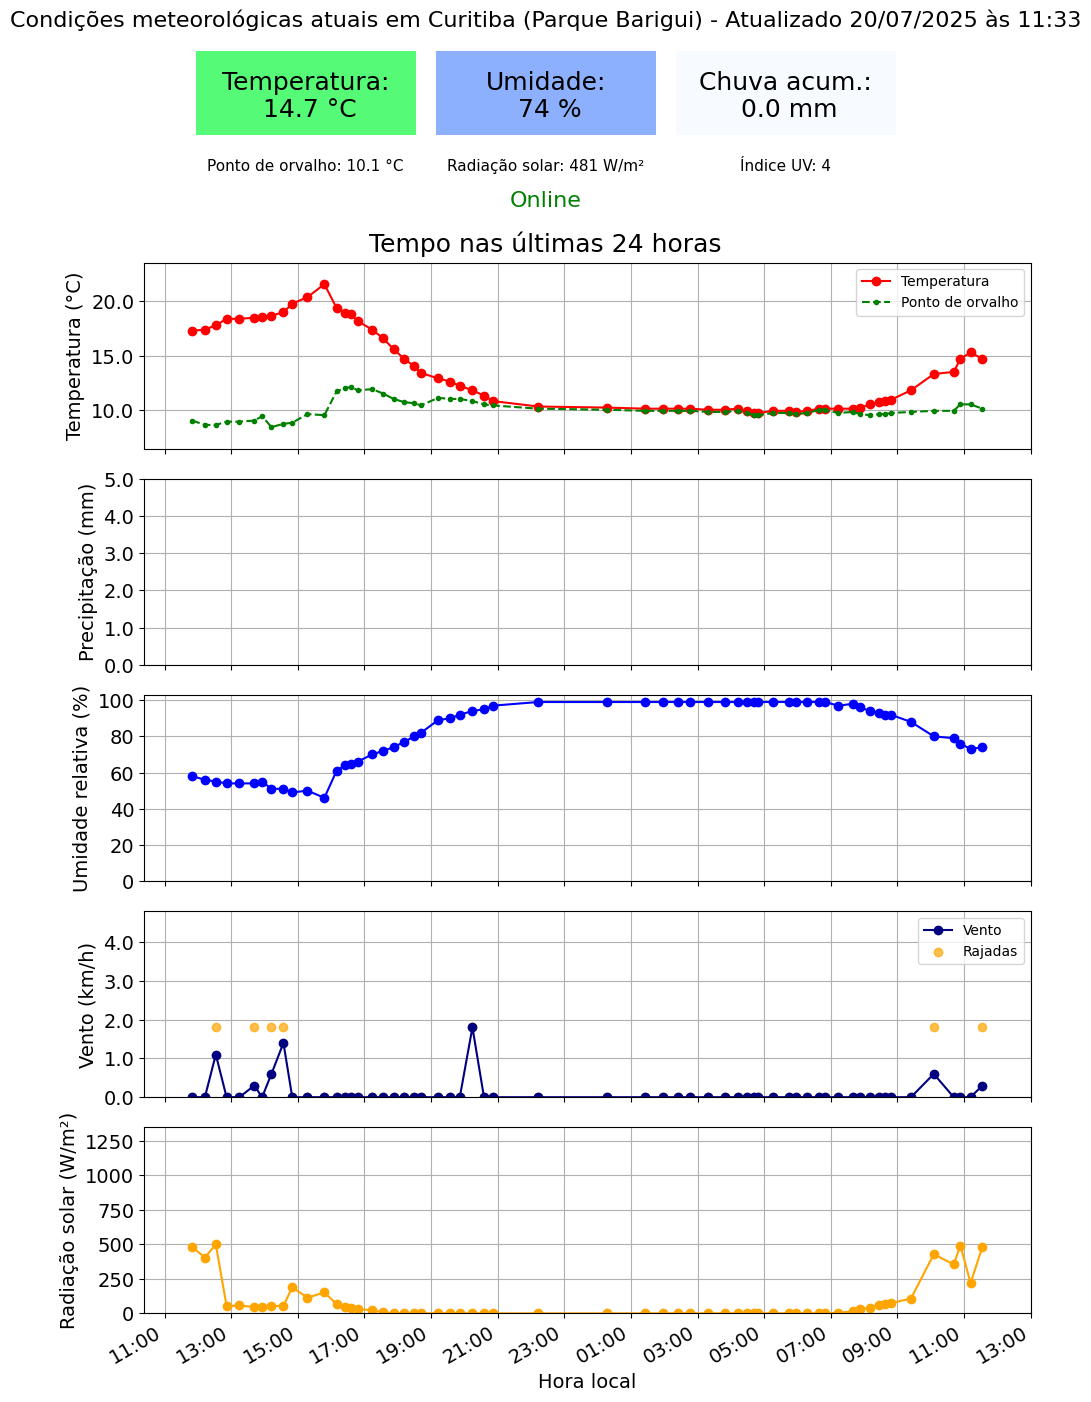 Condições meteorológicas atuais em Curitiba (Parque Barigui) - Atualizado 20/07/2025 às 11:33
Temperatura:
14.7 °C
Umidade:
74 %
Chuva acum.:
0.0 mm
Ponto de orvalho: 10.1 °C
Radiação solar: 481 W/m²
Índice UV: 4
Online
Tempo nas últimas 24 horas
Temperatura (°C)
20.0
15.0
10.0
Temperatura
Ponto de orvalho
Precipitação (mm)
5.0
4.0
3.0
2.0
1.0
0.0
Umidade relativa (%)
100
80
60
40
20
0
Vento (km/h)
4.0
3.0
2.0
1.0
0.0
Vento
Rajadas
Radiação solar (W/m²)
1250
1000
750
500
250
0
11:00
13:00
15:00
17:00
19:00
21:00
23:00
01:00
03:00
05:00
07:00
09:00
11:00
13:00
Hora local